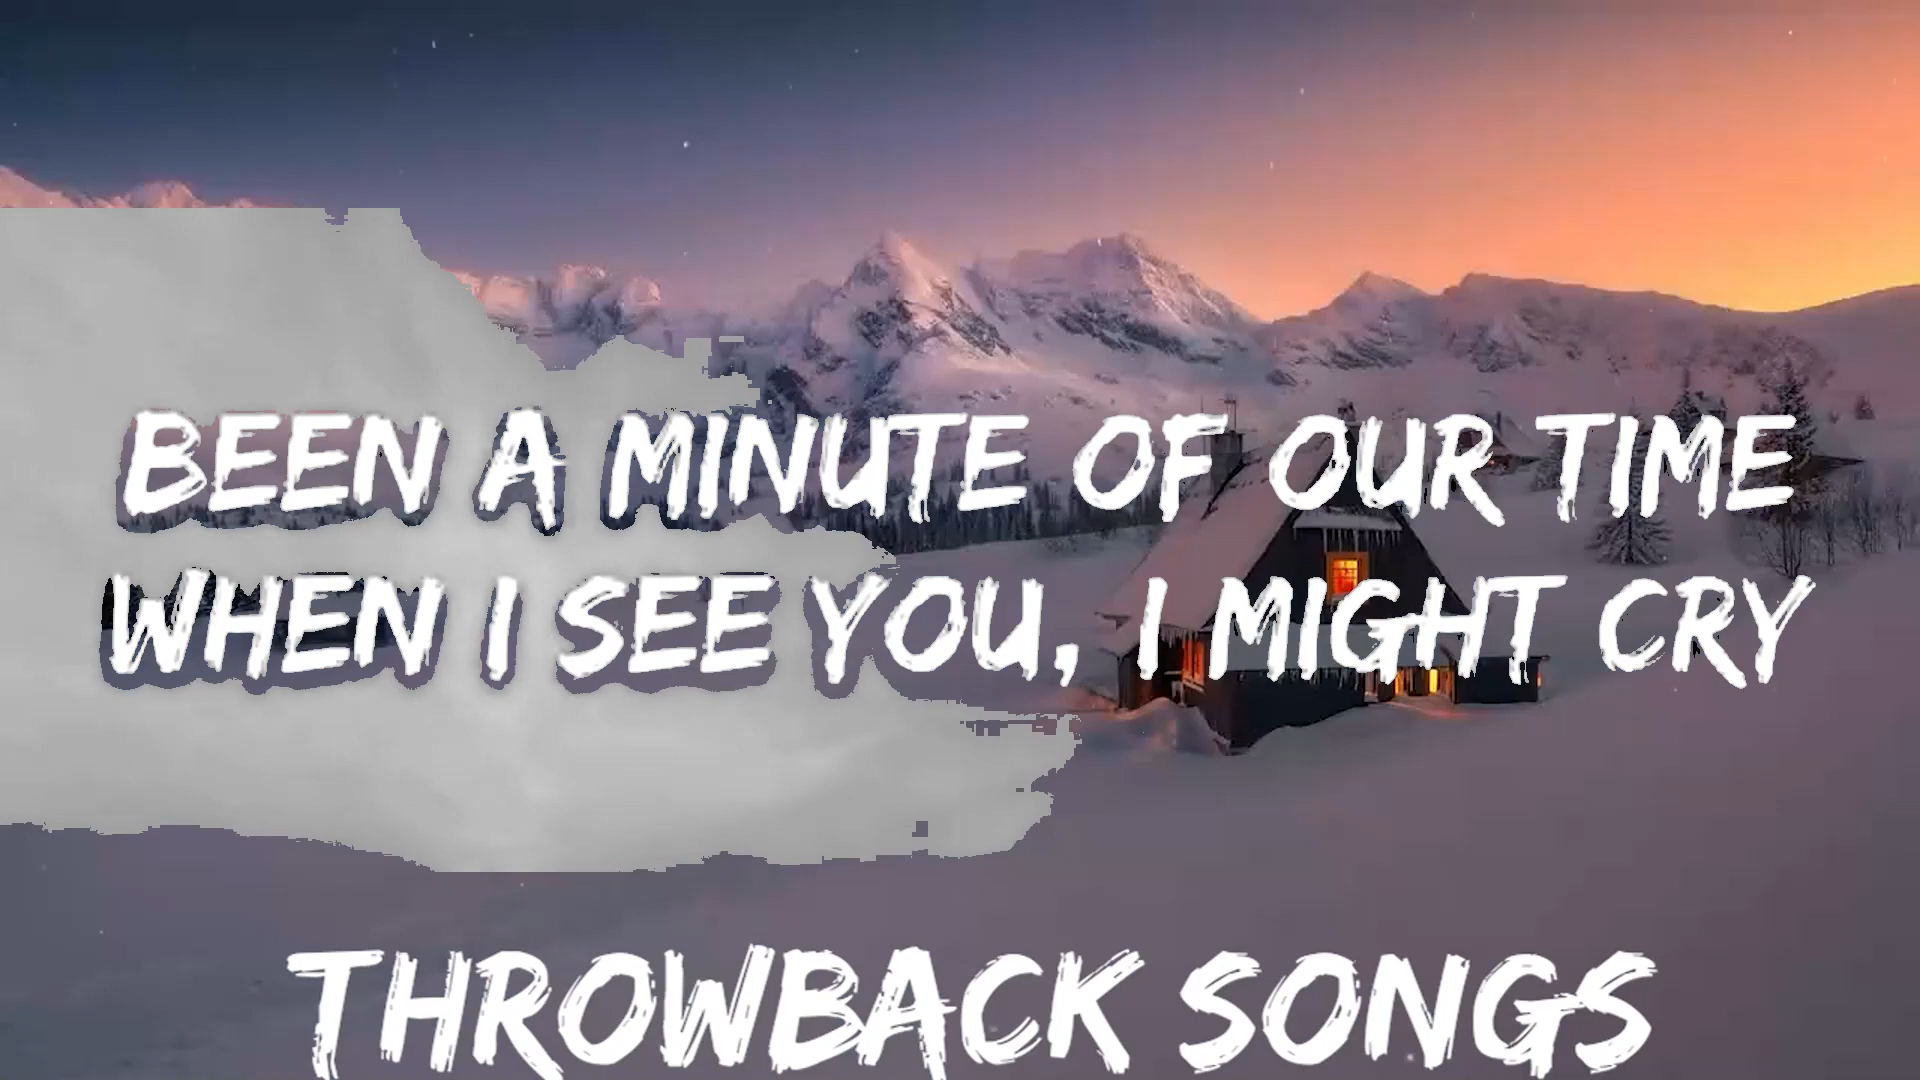 BEEN A MINUTE OF OUR TIME
WHEN I SEE YOU, I MIGHT CRY
THROWBACK SONGS